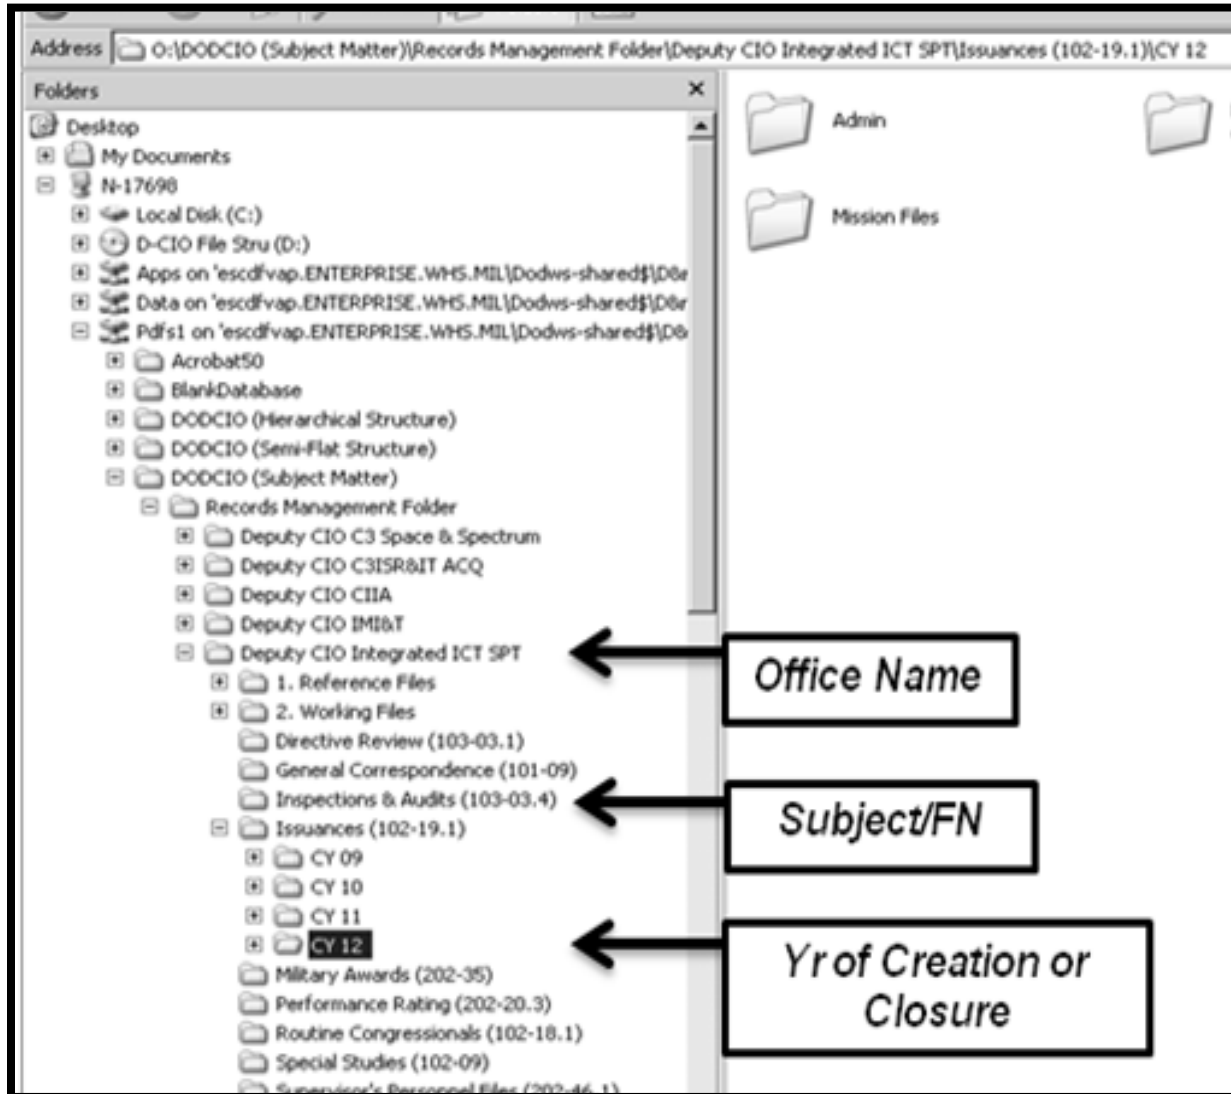 Address O:\DODCIO (Subject Matter)\Records Management Folder\Deputy CIO Integrated ICT SPT\Issuances (102-19.1)\CY 12
Folders
Desktop
My Documents
N-17698
Local Disk (C:)
D-CIO File Stru (D:)
Apps on 'escdfvap.ENTERPRISE.WHS.MIL\Dodws-shared$\D&
Data on 'escdfvap.ENTERPRISE.WHS.MIL\Dodws-shared$\D&
Pdfs1 on 'escdfvap.ENTERPRISE.WHS.MIL\Dodws-shared$\D&
Acrobat50
BlankDatabase
DODCIO (Hierarchical Structure)
DODCIO (Semi-Flat Structure)
DODCIO (Subject Matter)
Records Management Folder
Deputy CIO C3 Space & Spectrum
Deputy CIO C3ISR&IT ACQ
Deputy CIO CIIA
Deputy CIO IMI&T
Deputy CIO Integrated ICT SPT
1. Reference Files
2. Working Files
Directive Review (103-03.1)
General Correspondence (101-09)
Inspections & Audits (103-03.4)
Issuances (102-19.1)
CY 09
CY 10
CY 11
CY 12
Military Awards (202-35)
Performance Rating (202-20.3)
Routine Congressionals (102-18.1)
Special Studies (102-09)
Supervisor's Personnel Files (202-46.1)
Admin
Mission Files
Office Name
Subject/FN
Yr of Creation or
Closure